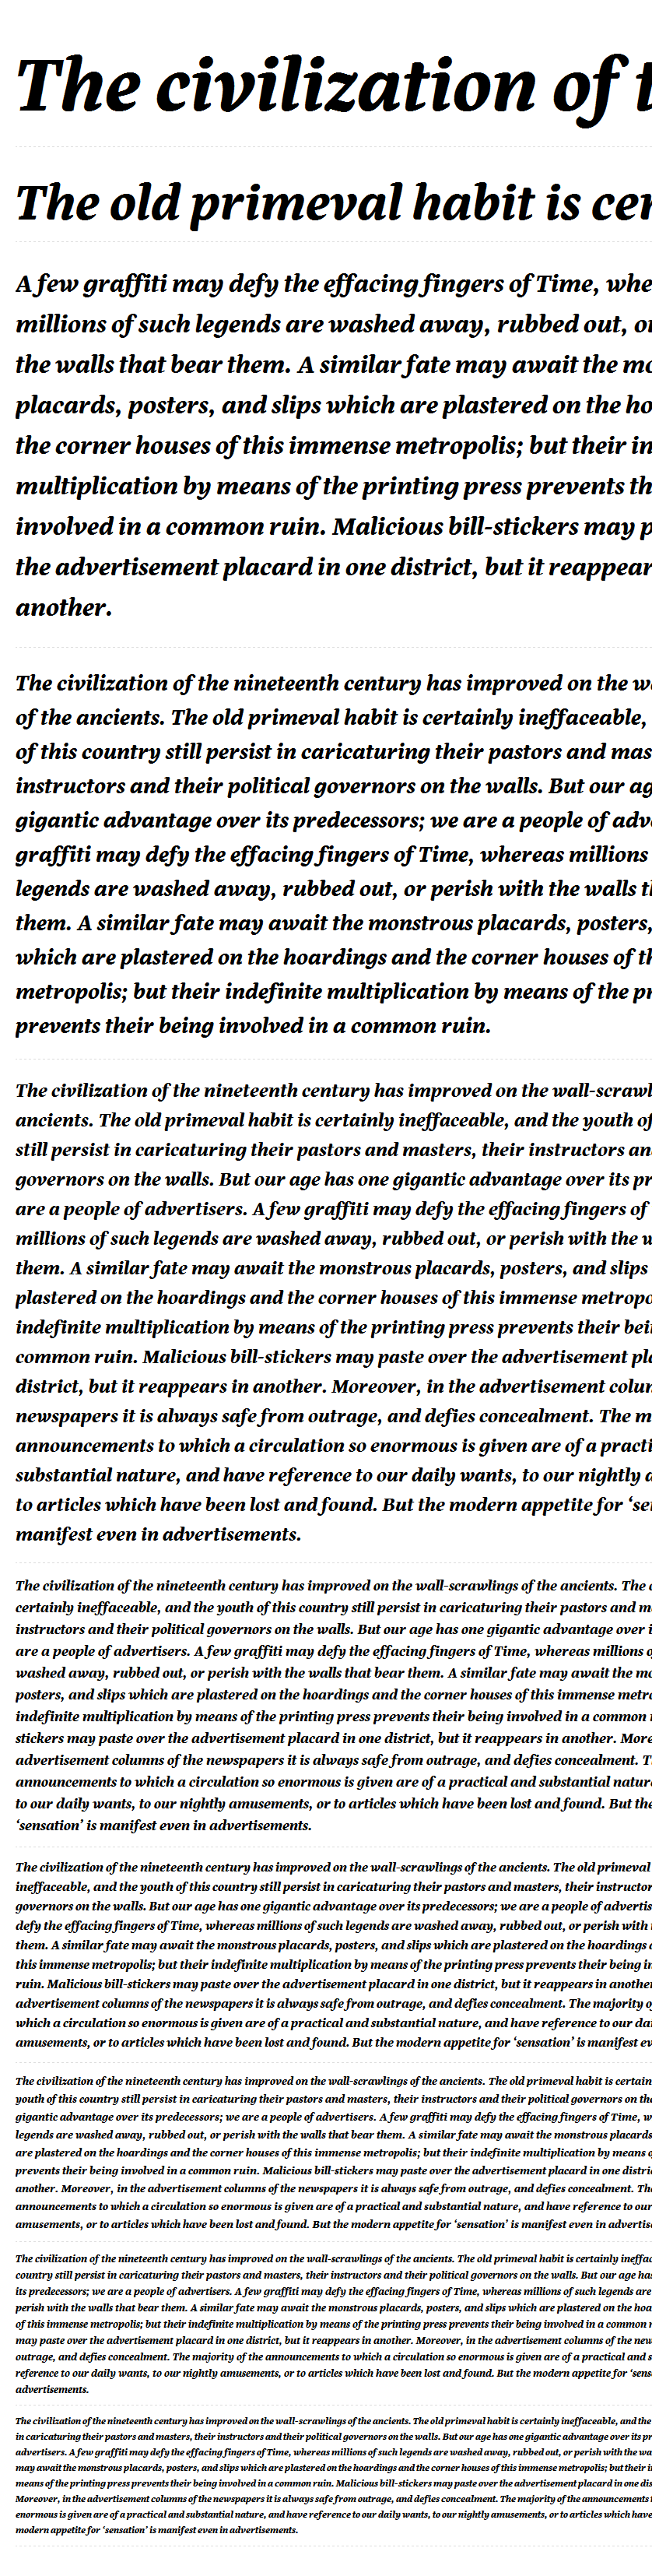 The civilization of t
The old primeval habit is cer
A few graffiti may defy the effacing fingers of Time, whe
millions of such legends are washed away, rubbed out, or
the walls that bear them. A similar fate may await the mo
placards, posters, and slips which are plastered on the ho
the corner houses of this immense metropolis; but their in
multiplication by means of the printing press prevents th
involved in a common ruin. Malicious bill-stickers may p
the advertisement placard in one district, but it reappear
another.
The civilization of the nineteenth century has improved on the wa
of the ancients. The old primeval habit is certainly ineffaceable,
of this country still persist in caricaturing their pastors and mas
instructors and their political governors on the walls. But our ag
gigantic advantage over its predecessors; we are a people of adve
graffiti may defy the effacing fingers of Time, whereas millions
legends are washed away, rubbed out, or perish with the walls th
them. A similar fate may await the monstrous placards, posters,
which are plastered on the hoardings and the corner houses of th
metropolis; but their indefinite multiplication by means of the pr
prevents their being involved in a common ruin.
The civilization of the nineteenth century has improved on the wall-scrawl
ancients. The old primeval habit is certainly ineffaceable, and the youth of
still persist in caricaturing their pastors and masters, their instructors an
governors on the walls. But our age has one gigantic advantage over its pr
are a people of advertisers. A few graffiti may defy the effacing fingers of
millions of such legends are washed away, rubbed out, or perish with the w
them. A similar fate may await the monstrous placards, posters, and slips
plastered on the hoardings and the corner houses of this immense metropo
indefinite multiplication by means of the printing press prevents their bei
common ruin. Malicious bill-stickers may paste over the advertisement pla
district, but it reappears in another. Moreover, in the advertisement colum
newspapers it is always safe from outrage, and defies concealment. The m
announcements to which a circulation so enormous is given are of a practi
substantial nature, and have reference to our daily wants, to our nightly a
to articles which have been lost and found. But the modern appetite for ‘sen
manifest even in advertisements.
The civilization of the nineteenth century has improved on the wall-scrawlings of the ancients. The o
certainly ineffaceable, and the youth of this country still persist in caricaturing their pastors and m
instructors and their political governors on the walls. But our age has one gigantic advantage over i
are a people of advertisers. A few graffiti may defy the effacing fingers of Time, whereas millions o
washed away, rubbed out, or perish with the walls that bear them. A similar fate may await the mo
posters, and slips which are plastered on the hoardings and the corner houses of this immense metro
indefinite multiplication by means of the printing press prevents their being involved in a common
stickers may paste over the advertisement placard in one district, but it reappears in another. More
advertisement columns of the newspapers it is always safe from outrage, and defies concealment. T
announcements to which a circulation so enormous is given are of a practical and substantial natur
to our daily wants, to our nightly amusements, or to articles which have been lost and found. But the
‘sensation’ is manifest even in advertisements.
The civilization of the nineteenth century has improved on the wall-scrawlings of the ancients. The old primeval
ineffaceable, and the youth of this country still persist in caricaturing their pastors and masters, their instructor
governors on the walls. But our age has one gigantic advantage over its predecessors; we are a people of advertis
defy the effacing fingers of Time, whereas millions of such legends are washed away, rubbed out, or perish with
them. A similar fate may await the monstrous placards, posters, and slips which are plastered on the hoardings
this immense metropolis; but their indefinite multiplication by means of the printing press prevents their being in
ruin. Malicious bill-stickers may paste over the advertisement placard in one district, but it reappears in another
advertisement columns of the newspapers it is always safe from outrage, and defies concealment. The majority of
which a circulation so enormous is given are of a practical and substantial nature, and have reference to our dai
amusements, or to articles which have been lost and found. But the modern appetite for ‘sensation’ is manifest ev
The civilization of the nineteenth century has improved on the wall-scrawlings of the ancients. The old primeval habit is certain
youth of this country still persist in caricaturing their pastors and masters, their instructors and their political governors on the
gigantic advantage over its predecessors; we are a people of advertisers. A few graffiti may defy the effacing fingers of Time, w
legends are washed away, rubbed out, or perish with the walls that bear them. A similar fate may await the monstrous placards
are plastered on the hoardings and the corner houses of this immense metropolis; but their indefinite multiplication by means o
prevents their being involved in a common ruin. Malicious bill-stickers may paste over the advertisement placard in one distri
another. Moreover, in the advertisement columns of the newspapers it is always safe from outrage, and defies concealment. The
announcements to which a circulation so enormous is given are of a practical and substantial nature, and have reference to our
amusements, or to articles which have been lost and found. But the modern appetite for ‘sensation’ is manifest even in advertise
The civilization of the nineteenth century has improved on the wall-scrawlings of the ancients. The old primeval habit is certainly ineffac
country still persist in caricaturing their pastors and masters, their instructors and their political governors on the walls. But our age has
its predecessors; we are a people of advertisers. A few graffiti may defy the effacing fingers of Time, whereas millions of such legends are
perish with the walls that bear them. A similar fate may await the monstrous placards, posters, and slips which are plastered on the hoa
of this immense metropolis; but their indefinite multiplication by means of the printing press prevents their being involved in a common r
may paste over the advertisement placard in one district, but it reappears in another. Moreover, in the advertisement columns of the new
outrage, and defies concealment. The majority of the announcements to which a circulation so enormous is given are of a practical and s
reference to our daily wants, to our nightly amusements, or to articles which have been lost and found. But the modern appetite for ‘sens
advertisements.
The civilization of the nineteenth century has improved on the wall-scrawlings of the ancients. The old primeval habit is certainly ineffaceable, and the
in caricaturing their pastors and masters, their instructors and their political governors on the walls. But our age has one gigantic advantage over its pr
advertisers. A few graffiti may defy the effacing fingers of Time, whereas millions of such legends are washed away, rubbed out, or perish with the wa
may await the monstrous placards, posters, and slips which are plastered on the hoardings and the corner houses of this immense metropolis; but their i
means of the printing press prevents their being involved in a common ruin. Malicious bill-stickers may paste over the advertisement placard in one dis
Moreover, in the advertisement columns of the newspapers it is always safe from outrage, and defies concealment. The majority of the announcements
enormous is given are of a practical and substantial nature, and have reference to our daily wants, to our nightly amusements, or to articles which have
modern appetite for ‘sensation’ is manifest even in advertisements.